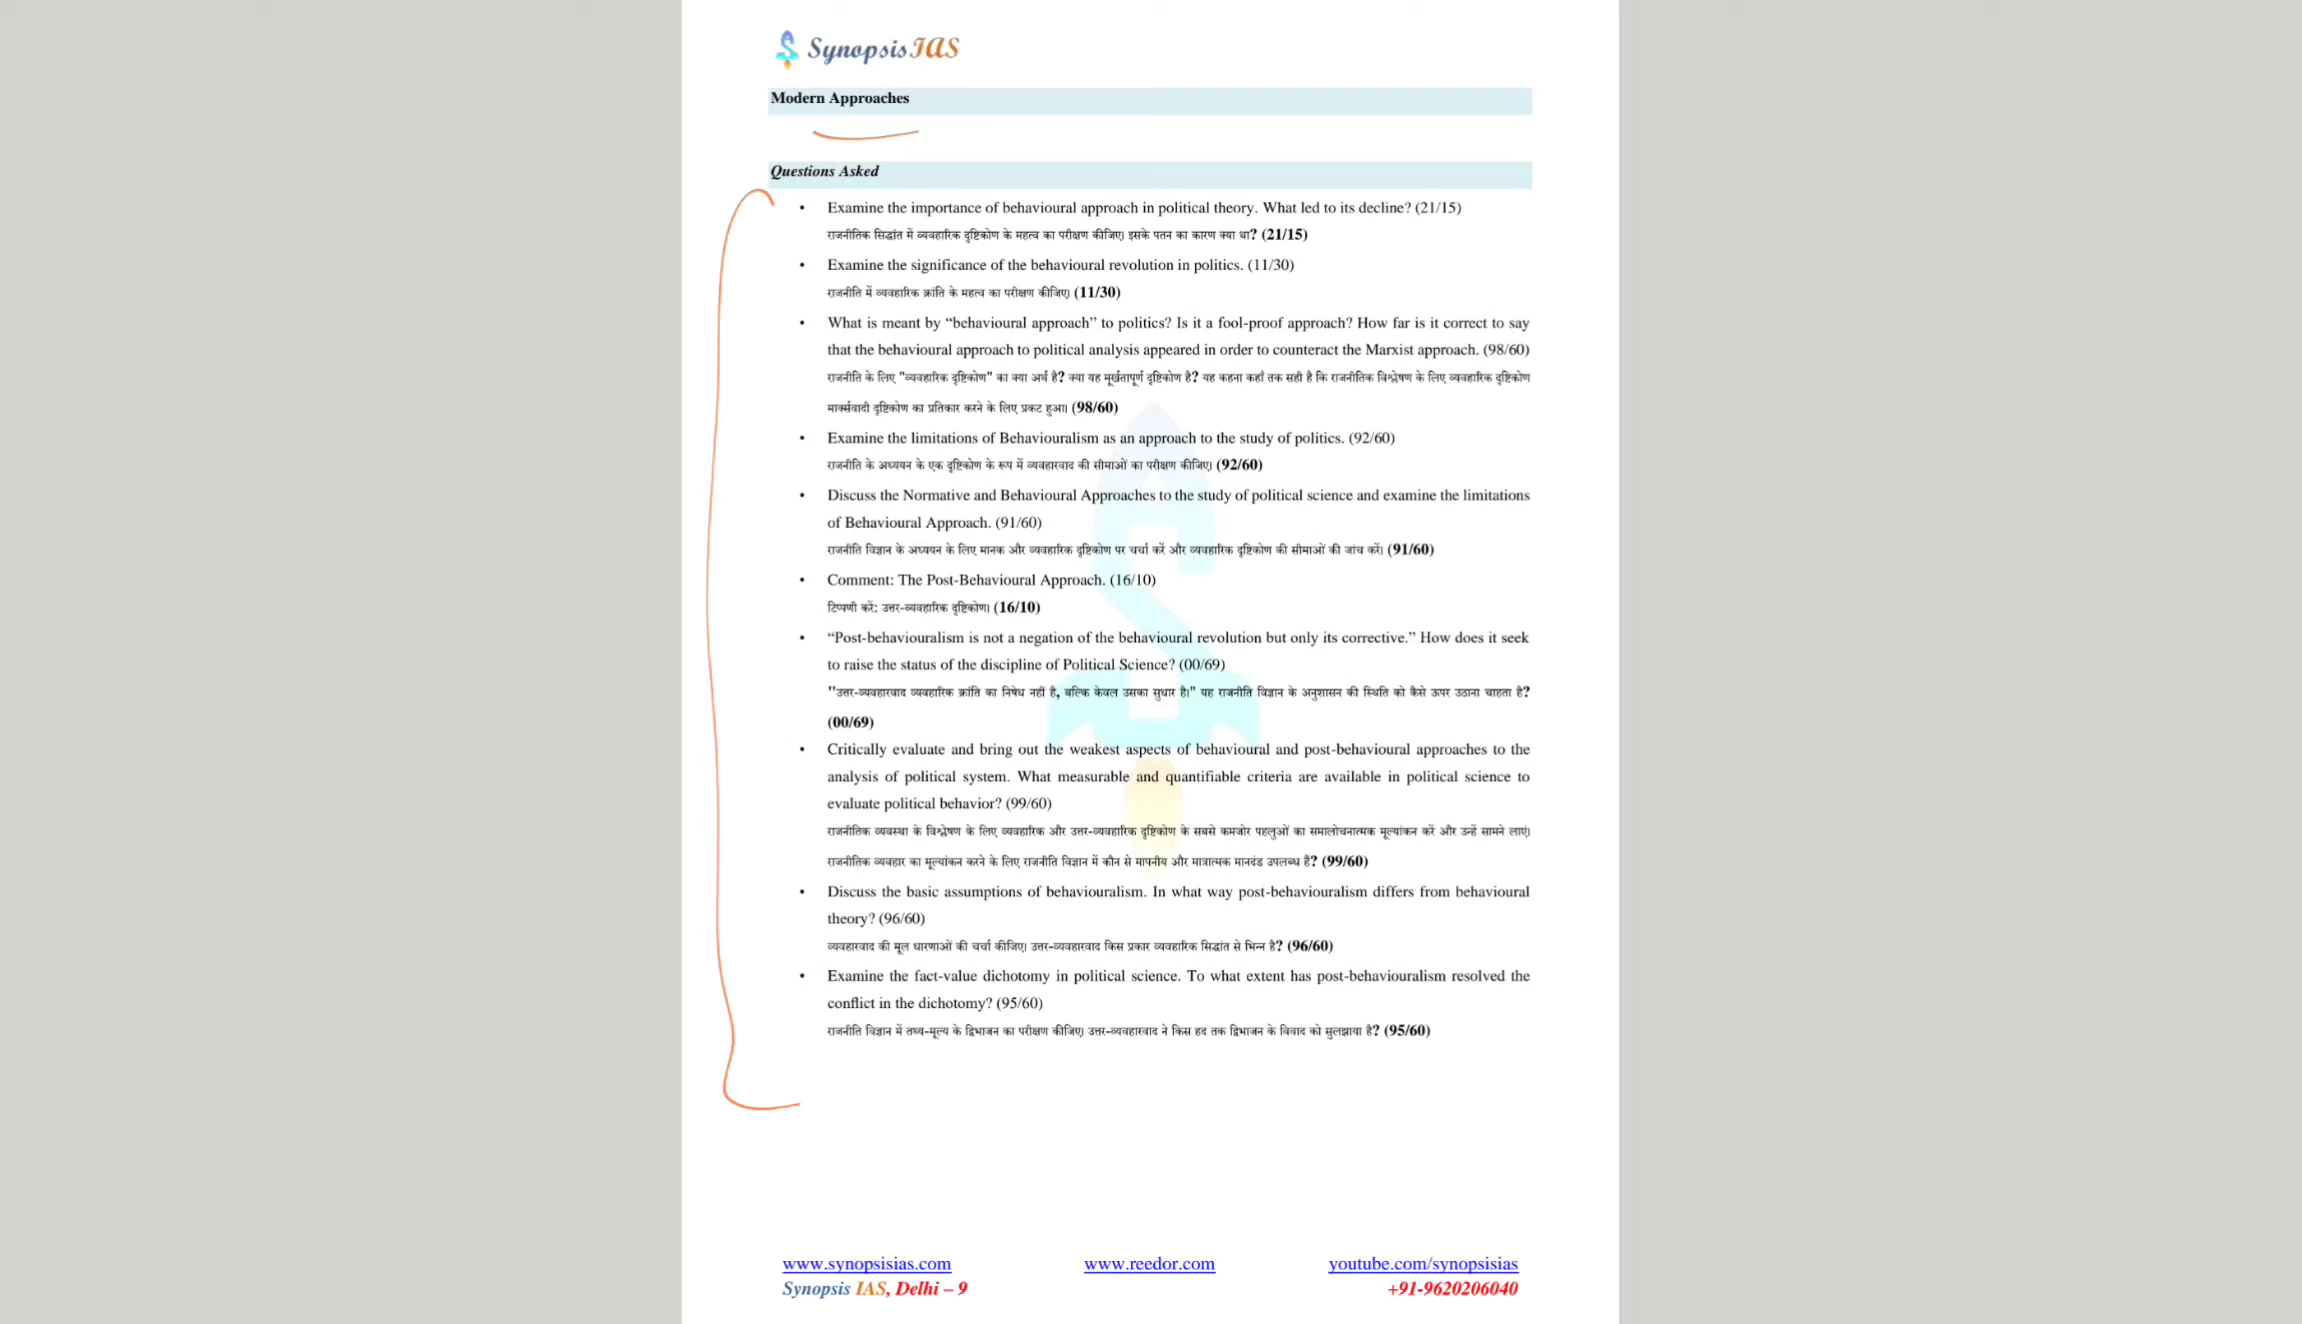 Synopsis IAS
Modern Approaches
Questions Asked
• Examine the importance of behavioural approach in political theory. What led to its decline? (21/15)
राजनीतिक सिद्धांत में व्यवहारिक दृष्टिकोण के महत्व का परीक्षण कीजिए। इसके पतन का कारण क्या था? (21/15)
• Examine the significance of the behavioural revolution in politics. (11/30)
राजनीति में व्यवहारिक क्रांति के महत्व का परीक्षण कीजिए। (11/30)
• What is meant by “behavioural approach” to politics? Is it a fool-proof approach? How far is it correct to say
that the behavioural approach to political analysis appeared in order to counteract the Marxist approach. (98/60)
राजनीति के लिए "व्यवहारिक दृष्टिकोण" का क्या अर्थ है? क्या यह मूर्खतापूर्ण दृष्टिकोण है? यह कहना कहाँ तक सही है कि राजनीतिक विश्लेषण के लिए व्यवहारिक दृष्टिकोण
मार्क्सवादी दृष्टिकोण का प्रतिकार करने के लिए प्रकट हुआ। (98/60)
• Examine the limitations of Behaviouralism as an approach to the study of politics. (92/60)
राजनीति के अध्ययन के एक दृष्टिकोण के रूप में व्यवहारवाद की सीमाओं का परीक्षण कीजिए। (92/60)
• Discuss the Normative and Behavioural Approaches to the study of political science and examine the limitations
of Behavioural Approach. (91/60)
राजनीति विज्ञान के अध्ययन के लिए मानक और व्यवहारिक दृष्टिकोण पर चर्चा करें और व्यवहारिक दृष्टिकोण की सीमाओं की जांच करें। (91/60)
• Comment: The Post-Behavioural Approach. (16/10)
टिप्पणी करें: उत्तर-व्यवहारिक दृष्टिकोण। (16/10)
• “Post-behaviouralism is not a negation of the behavioural revolution but only its corrective.” How does it seek
to raise the status of the discipline of Political Science? (00/69)
"उत्तर-व्यवहारवाद व्यवहारिक क्रांति का निषेध नहीं है, बल्कि केवल उसका सुधार है।" यह राजनीति विज्ञान के अनुशासन की स्थिति को कैसे ऊपर उठाना चाहता है?
(00/69)
• Critically evaluate and bring out the weakest aspects of behavioural and post-behavioural approaches to the
analysis of political system. What measurable and quantifiable criteria are available in political science to
evaluate political behavior? (99/60)
राजनीतिक व्यवस्था के विश्लेषण के लिए व्यवहारिक और उत्तर-व्यवहारिक दृष्टिकोण के सबसे कमजोर पहलुओं का समालोचनात्मक मूल्यांकन करें और उन्हें सामने लाएं।
राजनीतिक व्यवहार का मूल्यांकन करने के लिए राजनीति विज्ञान में कौन से मापनीय और मात्रात्मक मानदंड उपलब्ध हैं? (99/60)
• Discuss the basic assumptions of behaviouralism. In what way post-behaviouralism differs from behavioural
theory? (96/60)
व्यवहारवाद की मूल धारणाओं की चर्चा कीजिए। उत्तर-व्यवहारवाद किस प्रकार व्यवहारिक सिद्धांत से भिन्न है? (96/60)
• Examine the fact-value dichotomy in political science. To what extent has post-behaviouralism resolved the
conflict in the dichotomy? (95/60)
राजनीति विज्ञान में तथ्य-मूल्य के द्विभाजन का परीक्षण कीजिए। उत्तर-व्यवहारवाद ने किस हद तक द्विभाजन के विवाद को सुलझाया है? (95/60)
www.synopsisias.com www.reedor.com youtube.com/synopsisias
Synopsis IAS, Delhi – 9 +91-9620206040